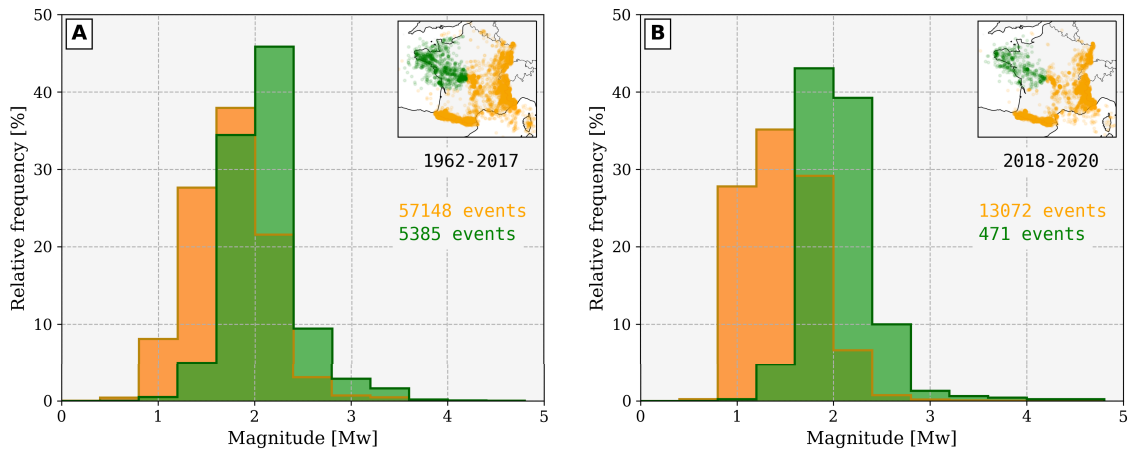 A
1962-2017
57148 events
5385 events
Relative frequency [%]
50
40
30
20
10
0
0 1 2 3 4 5
Magnitude [Mw]
B
2018-2020
13072 events
471 events
Relative frequency [%]
50
40
30
20
10
0
0 1 2 3 4 5
Magnitude [Mw]